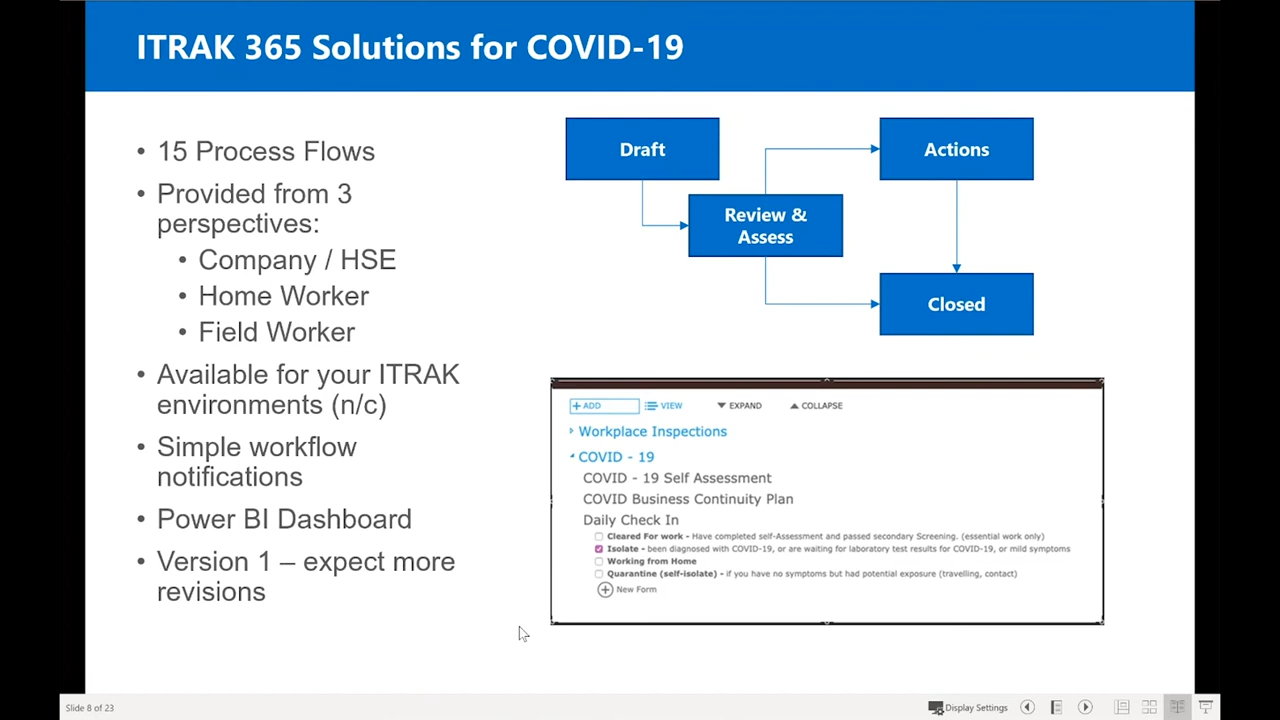 ITRAK 365 Solutions for COVID-19
• 15 Process Flows
• Provided from 3
perspectives:
• Company / HSE
• Home Worker
• Field Worker
• Available for your ITRAK
environments (n/c)
• Simple workflow
notifications
• Power BI Dashboard
• Version 1 – expect more
revisions
Draft
Actions
Review &
Assess
Closed
+ ADD VIEW EXPAND COLLAPSE
Workplace Inspections
COVID - 19
COVID - 19 Self Assessment
COVID Business Continuity Plan
Daily Check In
Cleared For work - Have completed self-Assessment and passed secondary Screening. (essential work only)
Isolate - been diagnosed with COVID-19, or are waiting for laboratory test results for COVID-19, or mild symptoms
Working from Home
Quarantine (self-isolate) - if you have no symptoms but had potential exposure (travelling, contact)
New Form
Slide 8 of 23
Display Settings